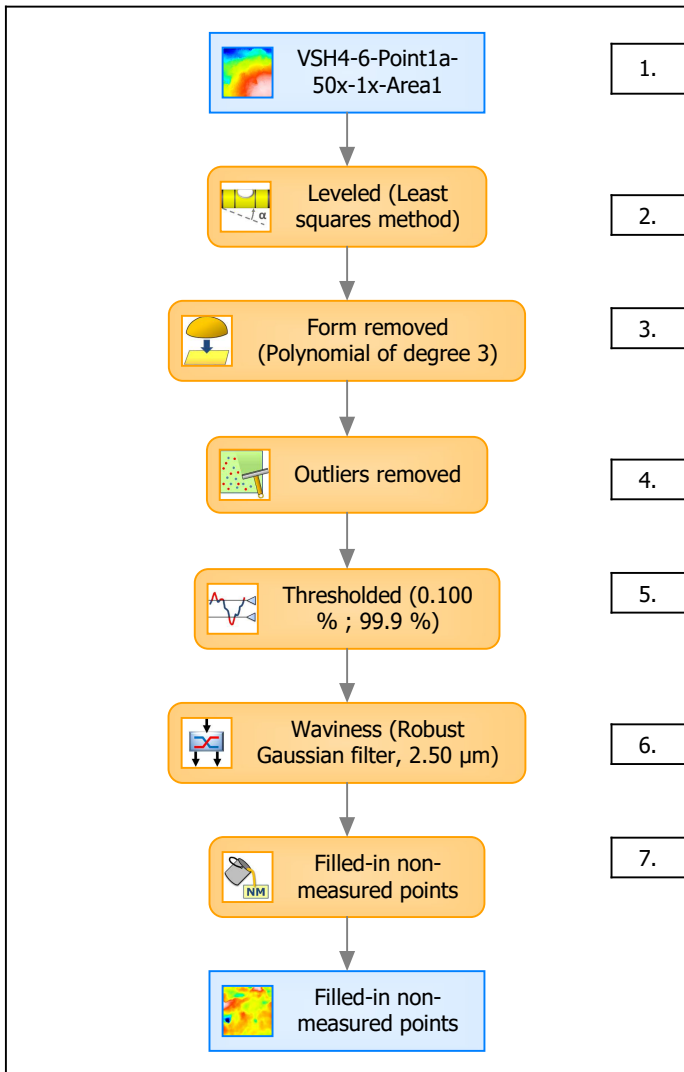 VSH4-6-Point1a-
50x-1x-Area1
1.
α
Leveled (Least
squares method)
2.
Form removed
(Polynomial of degree 3)
3.
Outliers removed
4.
Thresholded (0.100
% ; 99.9 %)
5.
Waviness (Robust
Gaussian filter, 2.50 µm)
6.
Filled-in non-
measured points
NM
7.
Filled-in non-
measured points